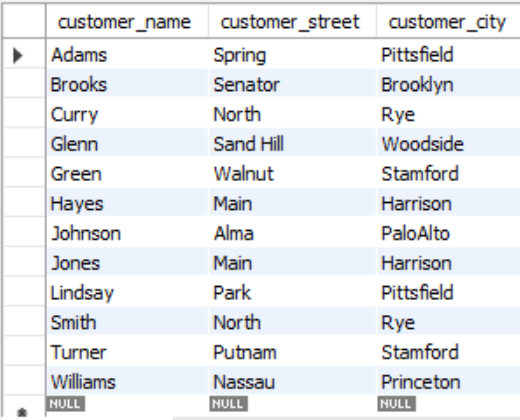 customer_name customer_street customer_city
Adams Spring Pittsfield
Brooks Senator Brooklyn
Curry North Rye
Glenn Sand Hill Woodside
Green Walnut Stamford
Hayes Main Harrison
Johnson Alma PaloAlto
Jones Main Harrison
Lindsay Park Pittsfield
Smith North Rye
Turner Putnam Stamford
Williams Nassau Princeton
NULL NULL NULL